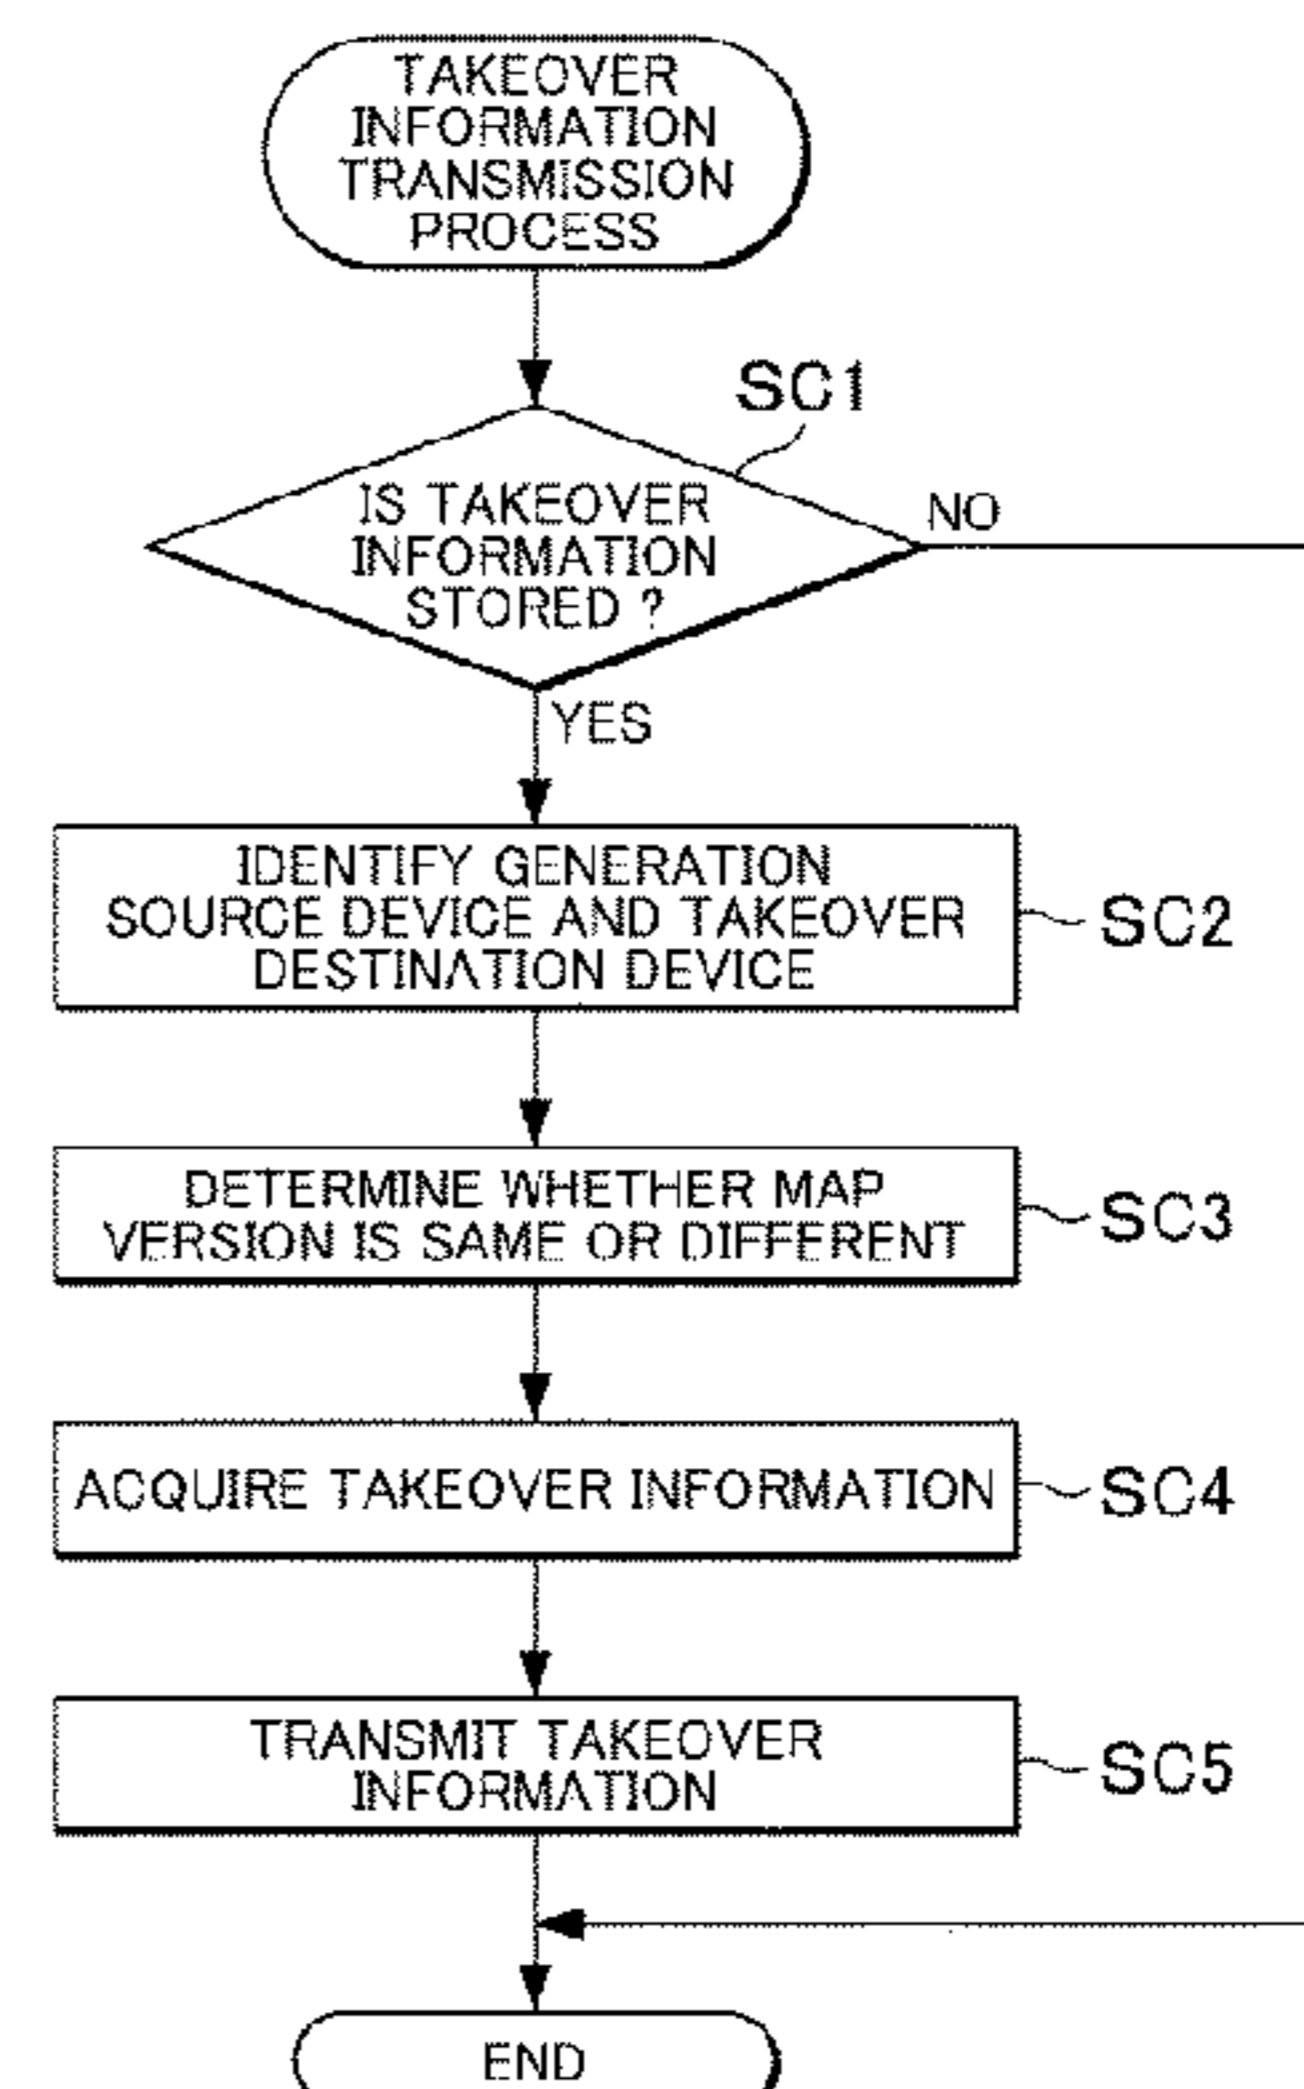 TAKEOVER
INFORMATION
TRANSMISSION
PROCESS
SC1
IS TAKEOVER
INFORMATION
STORED ?
NO
YES
IDENTIFY GENERATION
SOURCE DEVICE AND TAKEOVER
DESTINATION DEVICE
SC2
DETERMINE WHETHER MAP
VERSION IS SAME OR DIFFERENT
SC3
ACQUIRE TAKEOVER INFORMATION
SC4
TRANSMIT TAKEOVER
INFORMATION
SC5
END